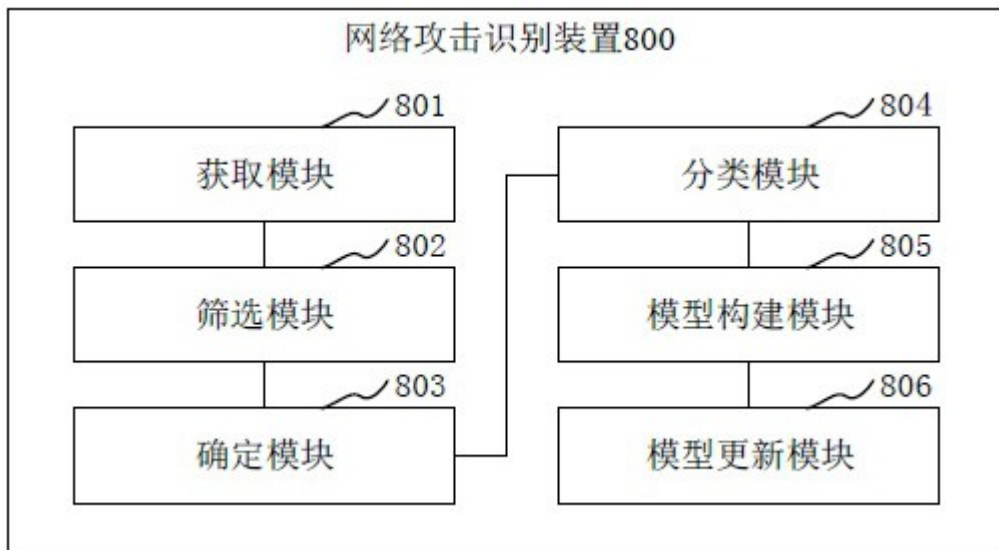 网络攻击识别装置800
801
获取模块
802
筛选模块
803
确定模块
804
分类模块
805
模型构建模块
806
模型更新模块